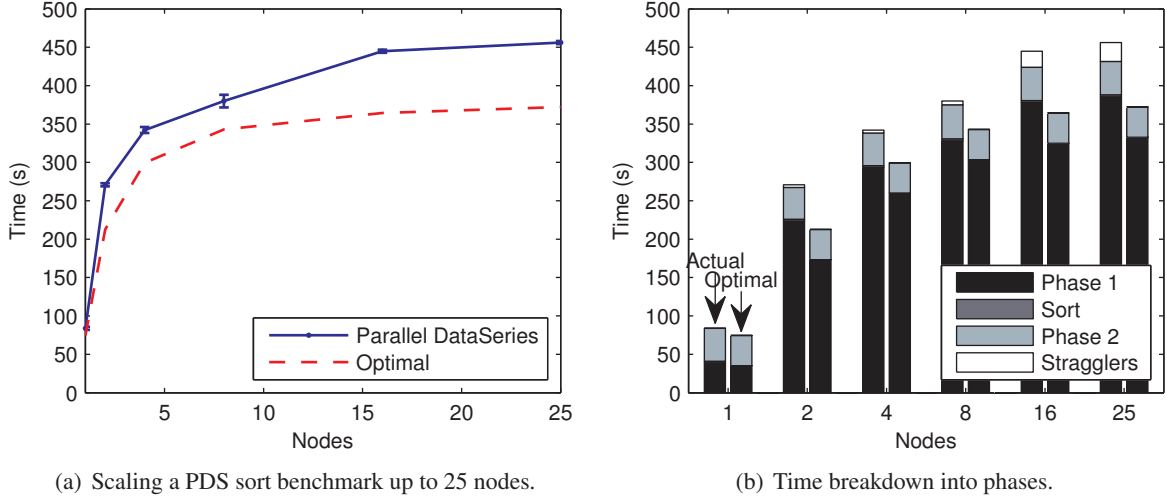 500
450
400
350
300
250
200
150
100
50
0
Time (s)
5
10
15
20
25
Nodes
Parallel DataSeries
Optimal
(a) Scaling a PDS sort benchmark up to 25 nodes.
500
450
400
350
300
250
200
150
100
50
0
Time (s)
Actual
Optimal
1
2
4
8
16
25
Nodes
Phase 1
Sort
Phase 2
Stragglers
(b) Time breakdown into phases.